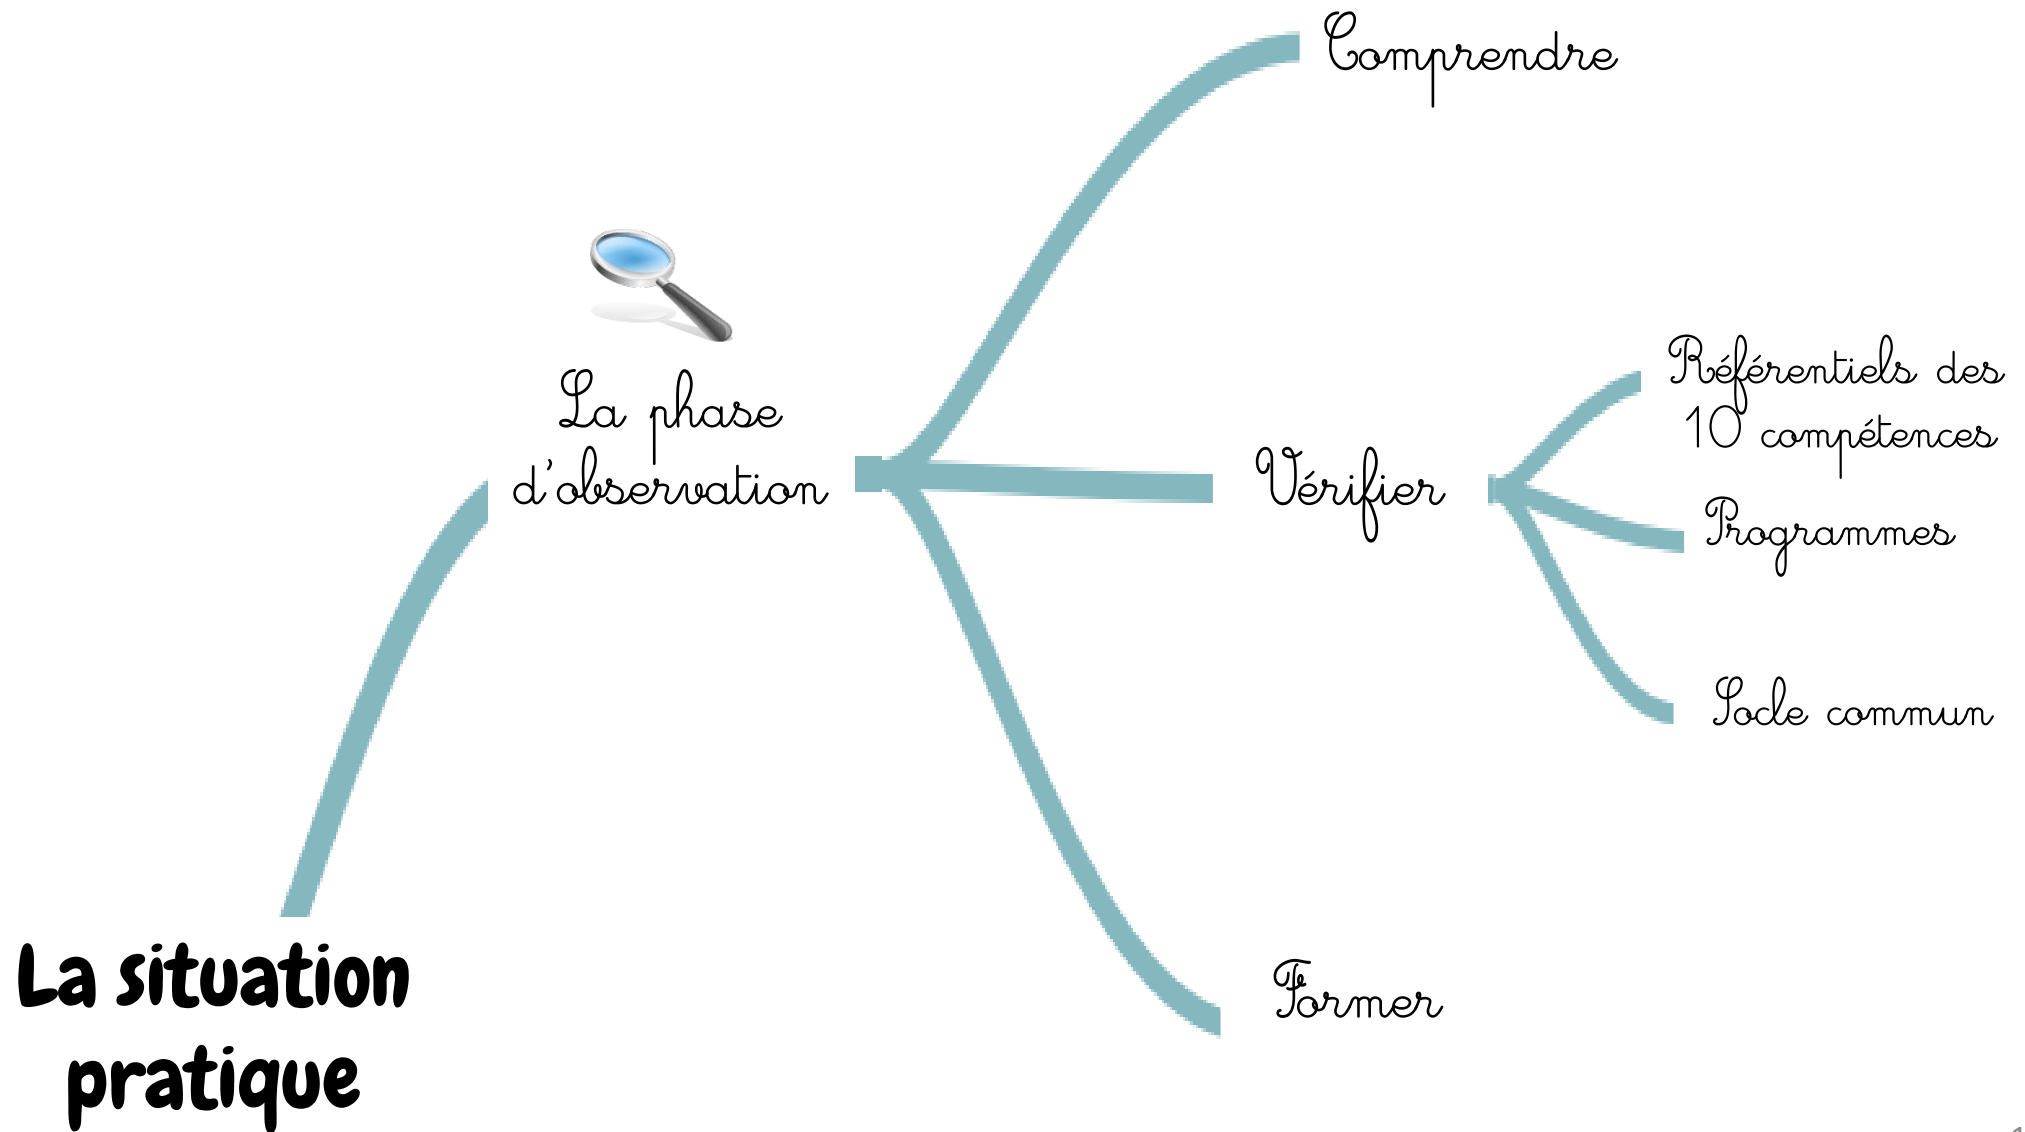 Comprendre
La phase
d'observation
Vérifier
Référentiels des
10 compétences
Programmes
Socle commun
Former
La situation
pratique